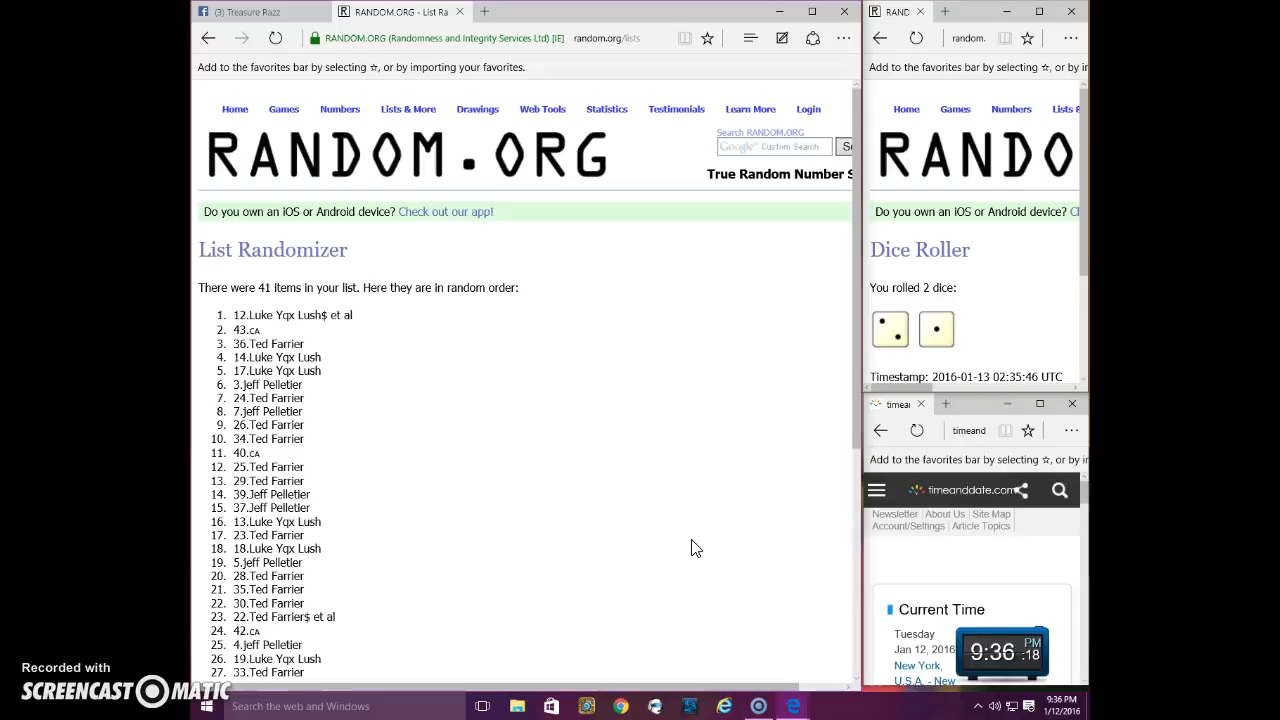 (3) Treasure Razz
RANDOM.ORG - List Ra
RANDOM.ORG (Randomness and Integrity Services Ltd) [IE] random.org/lists
Add to the favorites bar by selecting ☆, or by importing your favorites.
Home Games Numbers Lists & More Drawings Web Tools Statistics Testimonials Learn More Login
RANDOM.ORG
Search RANDOM.ORG
Google™ Custom Search
Se
True Random Number S
Do you own an iOS or Android device? Check out our app!
List Randomizer
There were 41 items in your list. Here they are in random order:
1. 12.Luke Yqx Lush$ et al
2. 43.cA
3. 36.Ted Farrier
4. 14.Luke Yqx Lush
5. 17.Luke Yqx Lush
6. 3.jeff Pelletier
7. 24.Ted Farrier
8. 7.jeff Pelletier
9. 26.Ted Farrier
10. 34.Ted Farrier
11. 40.cA
12. 25.Ted Farrier
13. 29.Ted Farrier
14. 39.Jeff Pelletier
15. 37.Jeff Pelletier
16. 13.Luke Yqx Lush
17. 23.Ted Farrier
18. 18.Luke Yqx Lush
19. 5.jeff Pelletier
20. 28.Ted Farrier
21. 35.Ted Farrier
22. 30.Ted Farrier
23. 22.Ted Farrier$ et al
24. 42.cA
25. 4.jeff Pelletier
26. 19.Luke Yqx Lush
27. 33.Ted Farrier
RAND
random.
Add to the favorites bar by selecting ☆, or by i
Home Games Numbers Lists &
RANDO
Do you own an iOS or Android device? Ch
Dice Roller
You rolled 2 dice:
Timestamp: 2016-01-13 02:35:46 UTC
timean
timeand
Add to the favorites bar by selecting ☆, or by i
timeanddate.com
Newsletter About Us Site Map
Account/Settings Article Topics
Current Time
Tuesday
Jan 12, 2016
New York,
U.S.A. - New
9:36 PM :18
Recorded with
SCREENCAST MATIC
Search the web and Windows
9:36 PM
1/12/2016